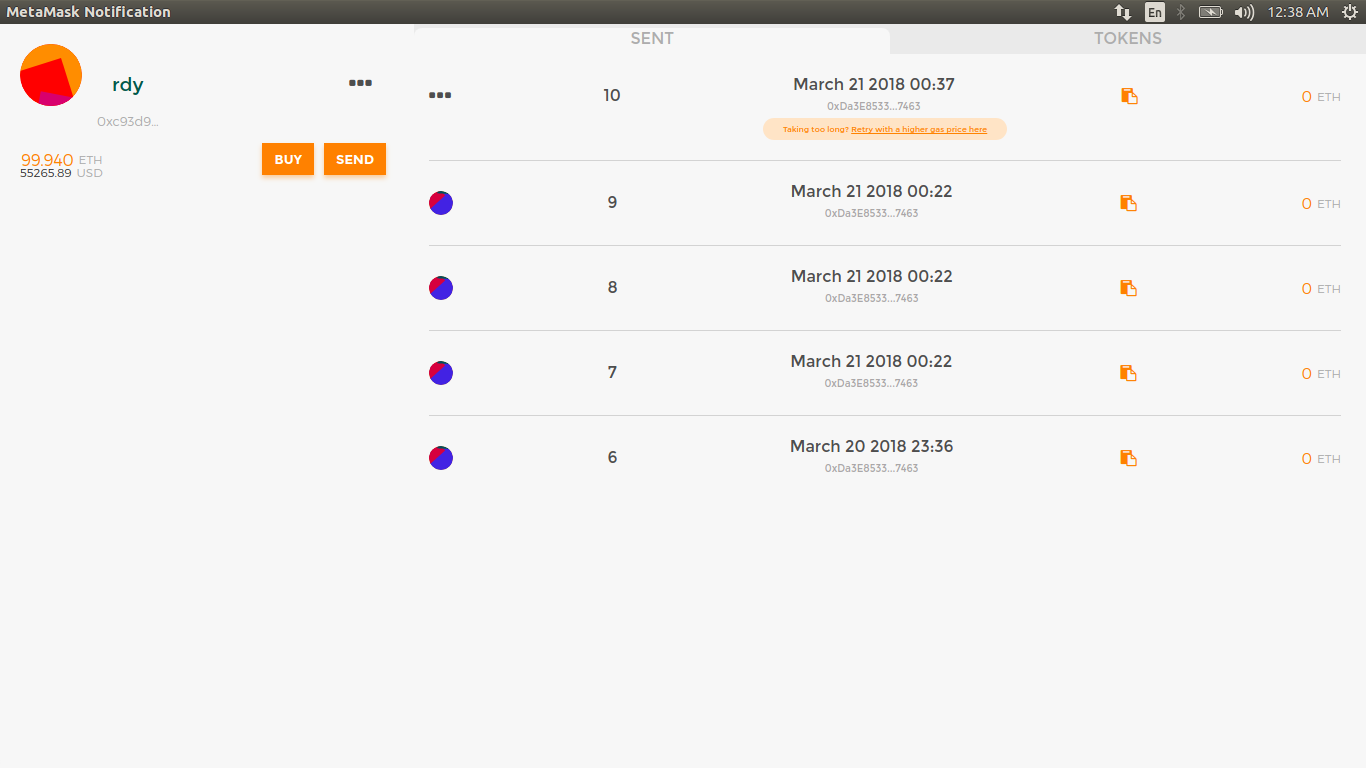 MetaMask Notification
En
12:38 AM
rdy
0xc93d9...
99.940 ETH
55265.89 USD
BUY
SEND
SENT
TOKENS
10
March 21 2018 00:37
0xDa3E8533...7463
Taking too long? Retry with a higher gas price here
0 ETH
9
March 21 2018 00:22
0xDa3E8533...7463
0 ETH
8
March 21 2018 00:22
0xDa3E8533...7463
0 ETH
7
March 21 2018 00:22
0xDa3E8533...7463
0 ETH
6
March 20 2018 23:36
0xDa3E8533...7463
0 ETH